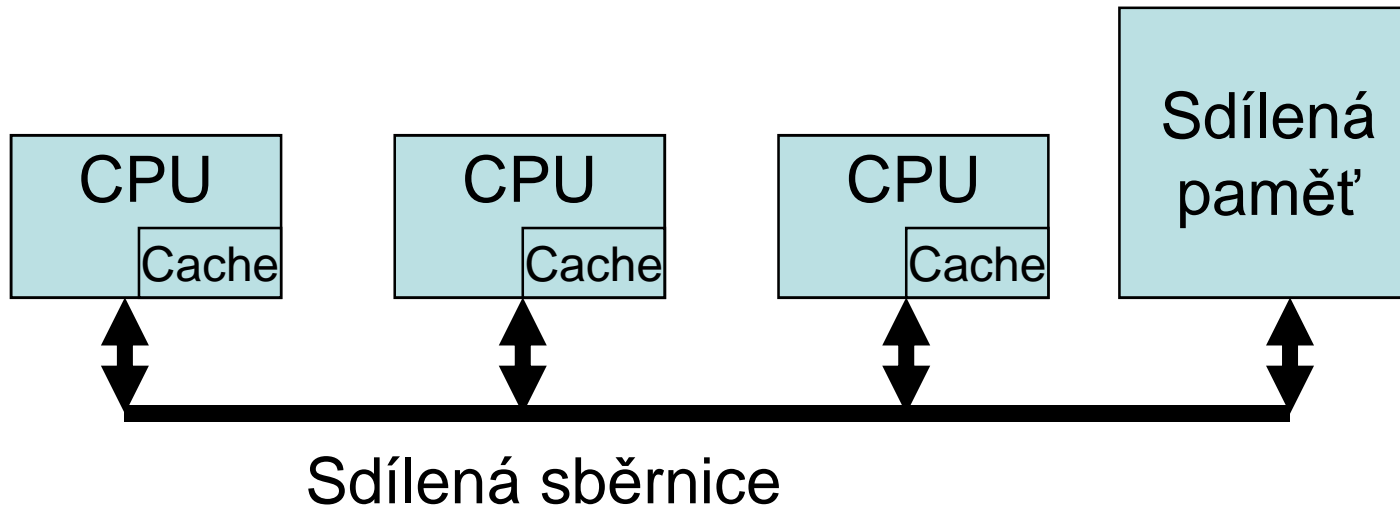 CPU
Cache
CPU
Cache
CPU
Cache
Sdílená
paměť
Sdílená sběrnice